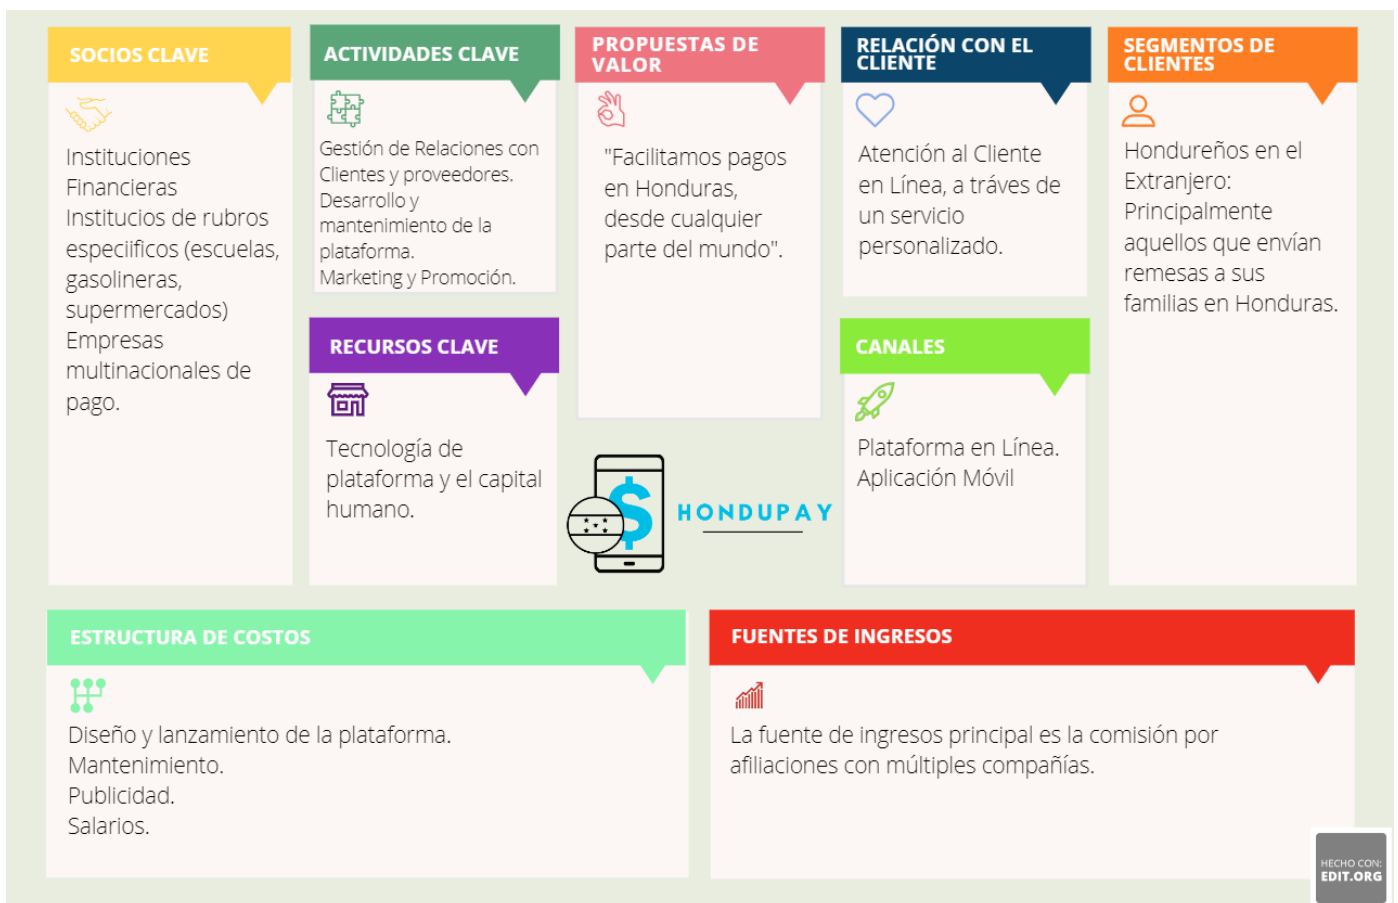 SOCIOS CLAVE
Instituciones
Financieras
Institucios de rubros
especiificos (escuelas,
gasolineras,
supermercados)
Empresas
multinacionales de
pago.
ACTIVIDADES CLAVE
Gestión de Relaciones con
Clientes y proveedores.
Desarrollo y
mantenimiento de la
plataforma.
Marketing y Promoción.
RECURSOS CLAVE
Tecnología de
plataforma y el capital
humano.
PROPUESTAS DE
VALOR
"Facilitamos pagos
en Honduras,
desde cualquier
parte del mundo".
$
HONDUPAY
RELACIÓN CON EL
CLIENTE
Atención al Cliente
en Línea, a tráves de
un servicio
personalizado.
CANALES
Plataforma en Línea.
Aplicación Móvil
SEGMENTOS DE
CLIENTES
Hondureños en el
Extranjero:
Principalmente
aquellos que envían
remesas a sus
familias en Honduras.
ESTRUCTURA DE COSTOS
Diseño y lanzamiento de la plataforma.
Mantenimiento.
Publicidad.
Salarios.
FUENTES DE INGRESOS
La fuente de ingresos principal es la comisión por
afiliaciones con múltiples compañías.
HECHO CON:
EDIT.ORG